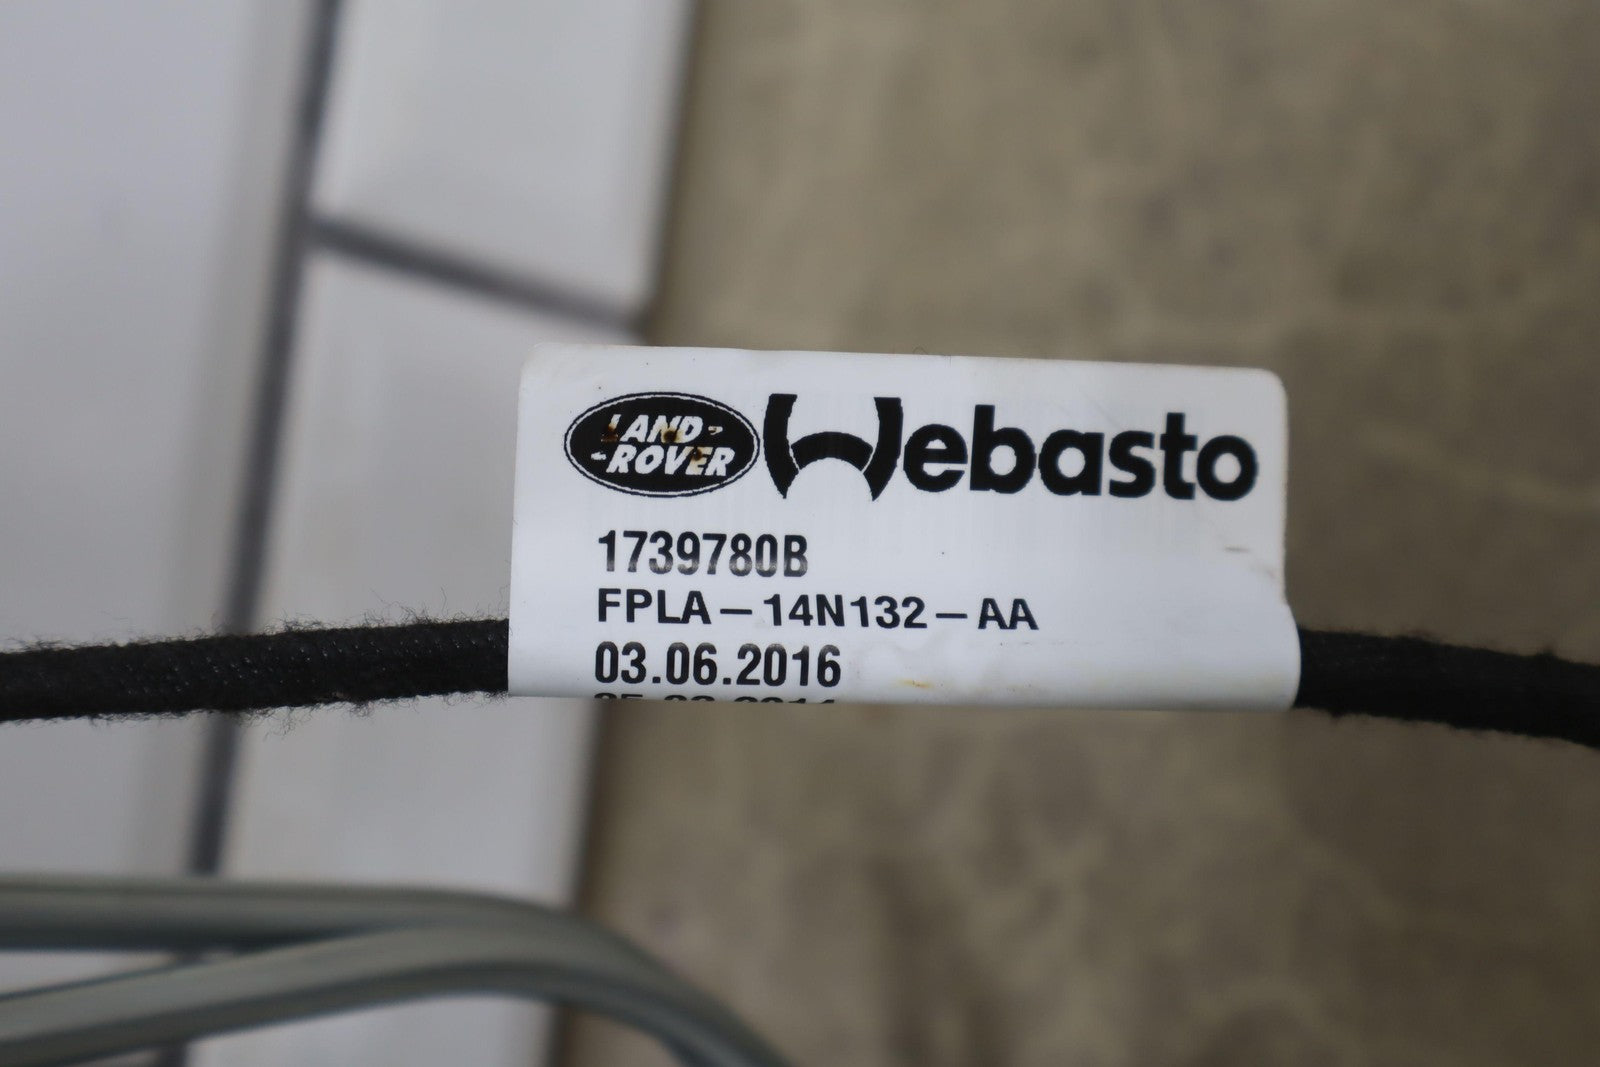 LAND-
-ROVER
Webasto
1739780B
FPLA-14N132-AA
03.06.2016